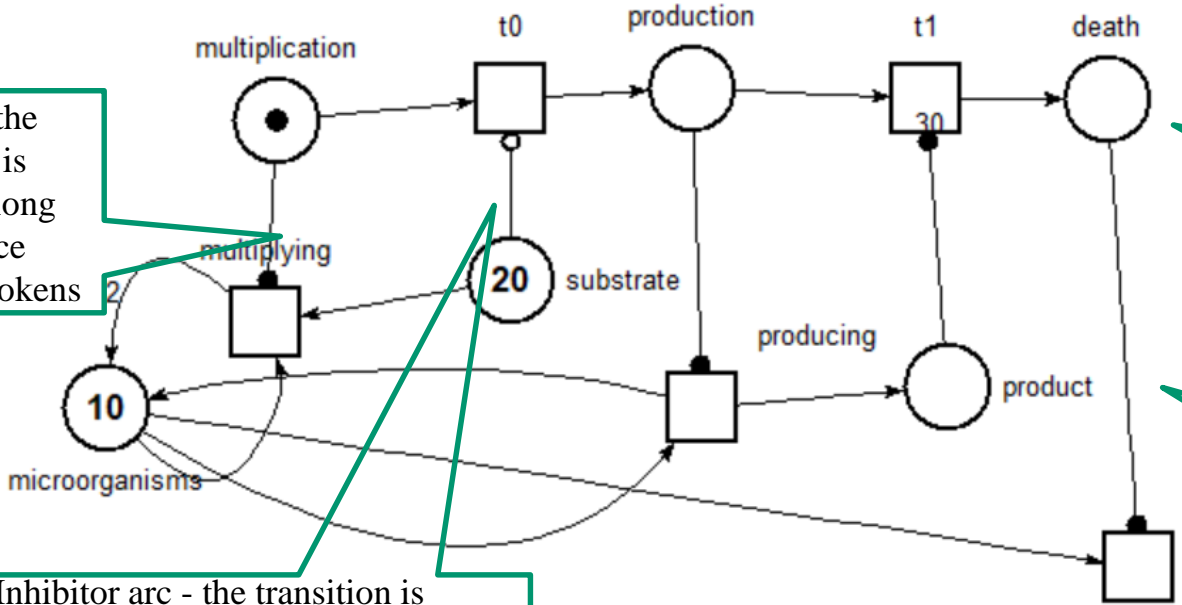 production
t0
t1
death
multiplication
the
is
30
long
ce
multiplying
okens
2
20
substrate
producing
10
product
microorganisms
Inhibitor arc - the transition is